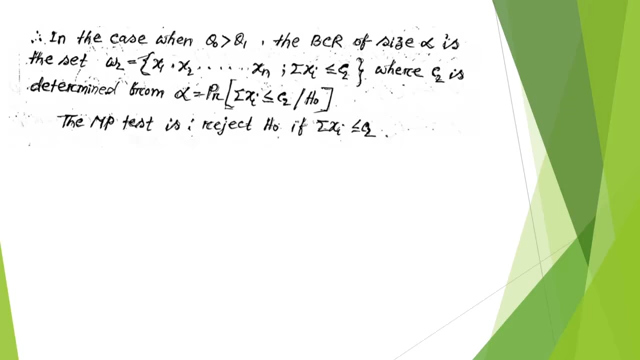 ∴ In the case when θ₀ > θ₁ , the BCR of size α is
the set ω₂ = { x₁ , x₂ ...... xₙ ; Σxᵢ ≤ c₂ } where c₂ is
determined from α = Pr [ Σxᵢ ≤ c₂ / H₀ ]
The MP test is : reject H₀ if Σxᵢ ≤ c₂ .